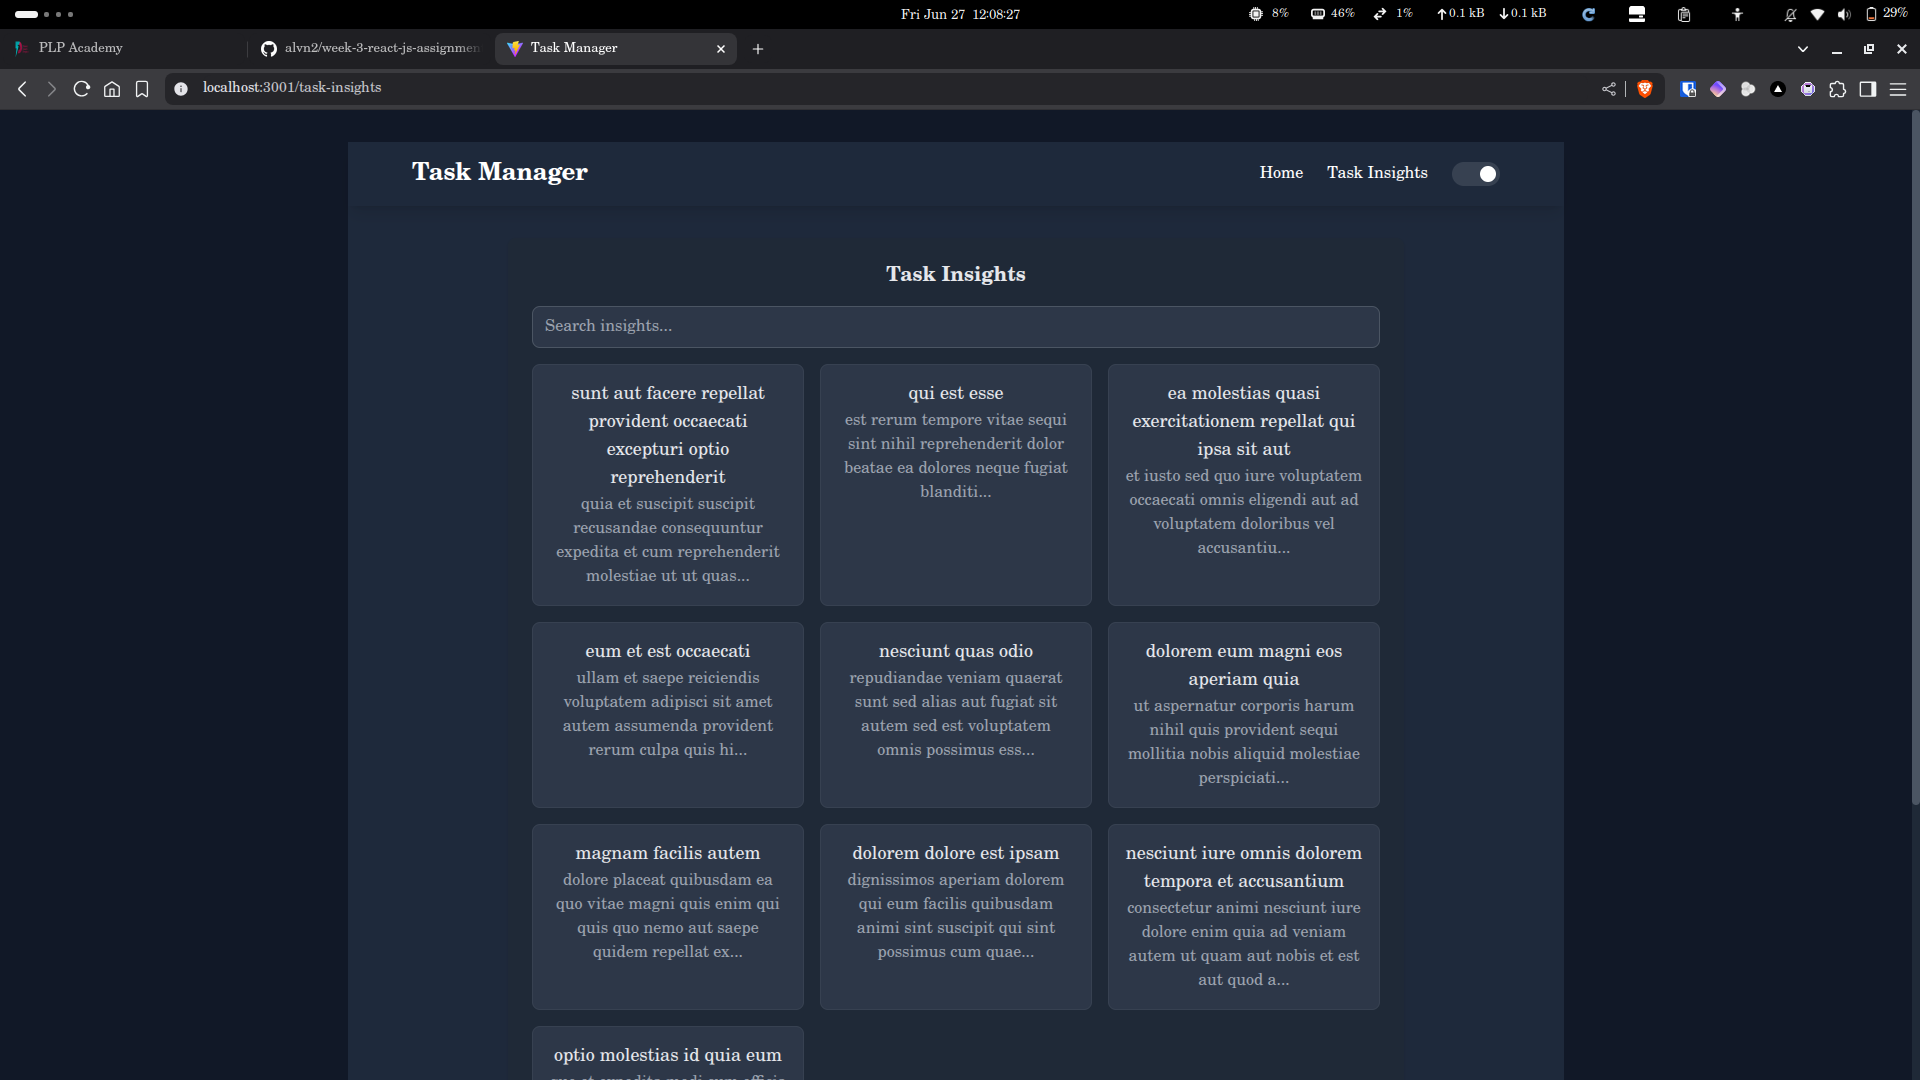 Fri Jun 27 12:08:27
8%
46%
1%
0.1 kB
0.1 kB
29%
PLP Academy
alvn2/week-3-react-js-assignmen
Task Manager
localhost:3001/task-insights
Task Manager
Home
Task Insights
Task Insights
Search insights...
sunt aut facere repellat
provident occaecati
excepturi optio
reprehenderit
quia et suscipit suscipit
recusandae consequuntur
expedita et cum reprehenderit
molestiae ut ut quas...
qui est esse
est rerum tempore vitae sequi
sint nihil reprehenderit dolor
beatae ea dolores neque fugiat
blanditi...
ea molestias quasi
exercitationem repellat qui
ipsa sit aut
et iusto sed quo iure voluptatem
occaecati omnis eligendi aut ad
voluptatem doloribus vel
accusantiu...
eum et est occaecati
ullam et saepe reiciendis
voluptatem adipisci sit amet
autem assumenda provident
rerum culpa quis hi...
nesciunt quas odio
repudiandae veniam quaerat
sunt sed alias aut fugiat sit
autem sed est voluptatem
omnis possimus ess...
dolorem eum magni eos
aperiam quia
ut aspernatur corporis harum
nihil quis provident sequi
mollitia nobis aliquid molestiae
perspiciati...
magnam facilis autem
dolore placeat quibusdam ea
quo vitae magni quis enim qui
quis quo nemo aut saepe
quidem repellat ex...
dolorem dolore est ipsam
dignissimos aperiam dolorem
qui eum facilis quibusdam
animi sint suscipit qui sint
possimus cum quae...
nesciunt iure omnis dolorem
tempora et accusantium
consectetur animi nesciunt iure
dolore enim quia ad veniam
autem ut quam aut nobis et est
aut quod a...
optio molestias id quia eum